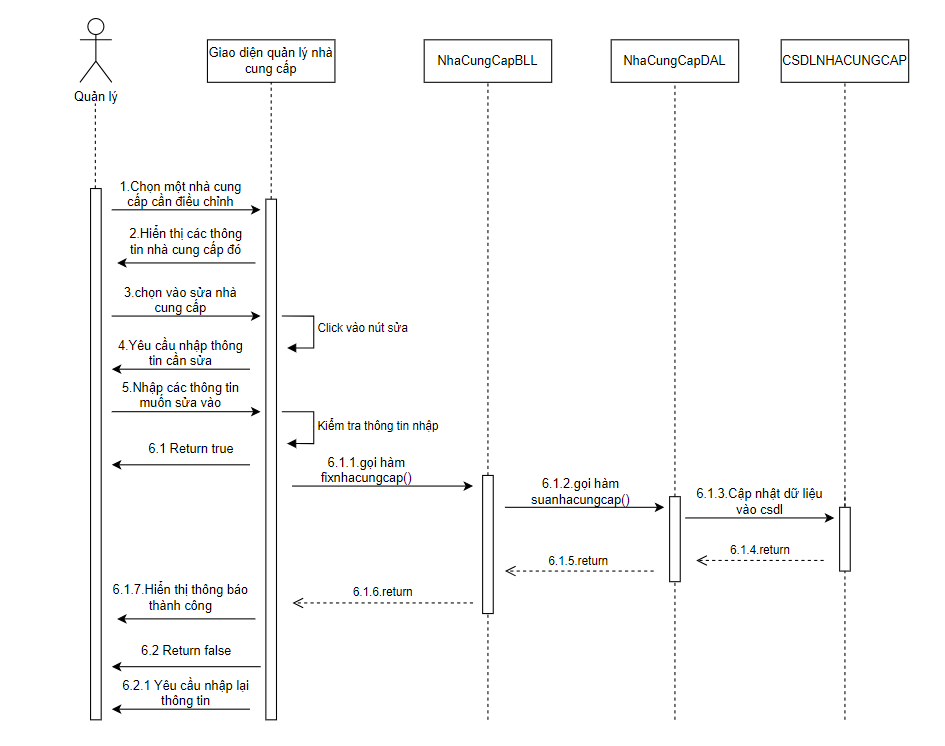 Quản lý
Giao diện quản lý nhà
cung cấp
NhaCungCapBLL
NhaCungCapDAL
CSDLNHACUNGCAP
1.Chọn một nhà cung
cấp cần điều chỉnh
2.Hiển thị các thông
tin nhà cung cấp đó
3.chọn vào sửa nhà
cung cấp
Click vào nút sửa
4.Yêu cầu nhập thông
tin cần sửa
5.Nhập các thông tin
muốn sửa vào
Kiểm tra thông tin nhập
6.1 Return true
6.1.1.gọi hàm
fixnhacungcap()
6.1.2.gọi hàm
suanhacungcap()
6.1.3.Cập nhật dữ liệu
vào csdl
6.1.4.return
6.1.5.return
6.1.6.return
6.1.7.Hiển thị thông báo
thành công
6.2 Return false
6.2.1 Yêu cầu nhập lại
thông tin